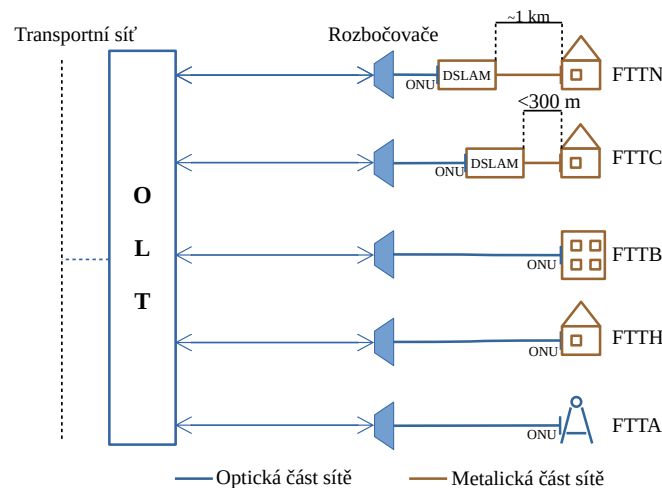 ~1 km
Transportní síť
Rozbočovače
DSLAM
FTTN
ONU
<300 m
DSLAM
FTTC
ONU
O
L
T
FTTB
ONU
FTTH
ONU
FTTA
ONU
Optická část sítě
Metalická část sítě